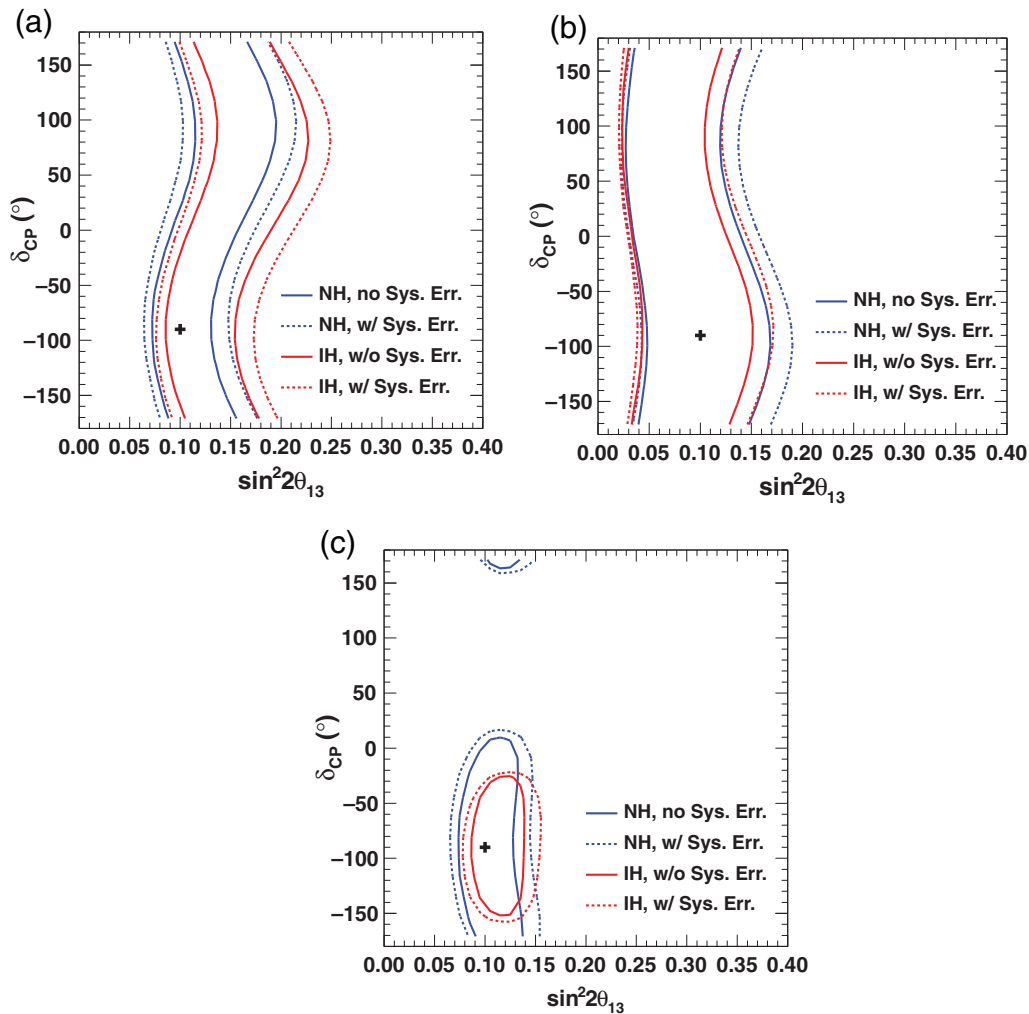 (a)
150
100
50
0
−50
−100
−150
δCP (°)
NH, no Sys. Err.
NH, w/ Sys. Err.
IH, w/o Sys. Err.
IH, w/ Sys. Err.
0.00 0.05 0.10 0.15 0.20 0.25 0.30 0.35 0.40
sin²2θ₁₃
(b)
150
100
50
0
−50
−100
−150
δCP (°)
NH, no Sys. Err.
NH, w/ Sys. Err.
IH, w/o Sys. Err.
IH, w/ Sys. Err.
0.00 0.05 0.10 0.15 0.20 0.25 0.30 0.35 0.40
sin²2θ₁₃
(c)
150
100
50
0
−50
−100
−150
δCP (°)
NH, no Sys. Err.
NH, w/ Sys. Err.
IH, w/o Sys. Err.
IH, w/ Sys. Err.
0.00 0.05 0.10 0.15 0.20 0.25 0.30 0.35 0.40
sin²2θ₁₃